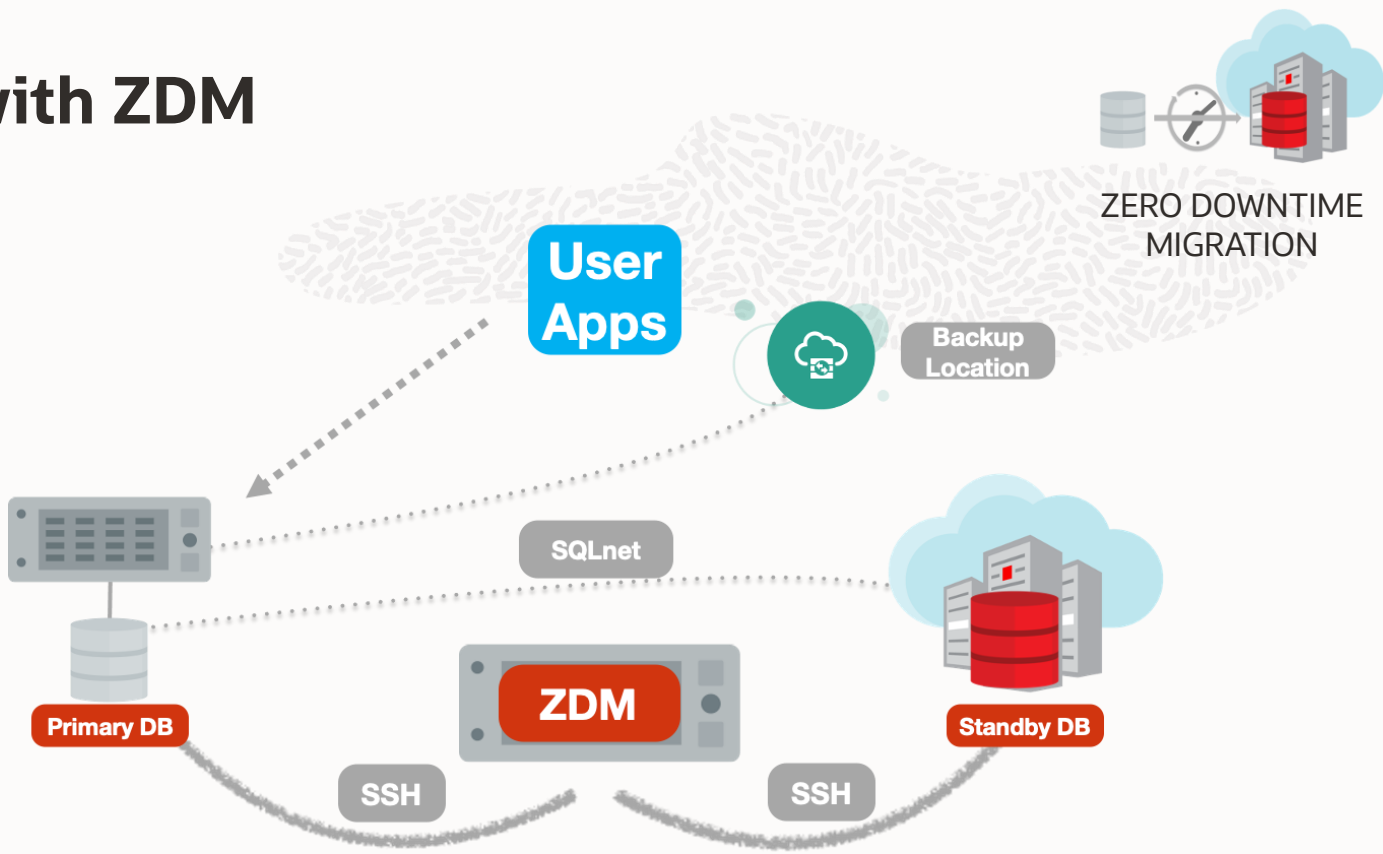 with ZDM
ZERO DOWNTIME
MIGRATION
User
Apps
Backup
Location
SQLnet
ZDM
Primary DB
Standby DB
SSH
SSH